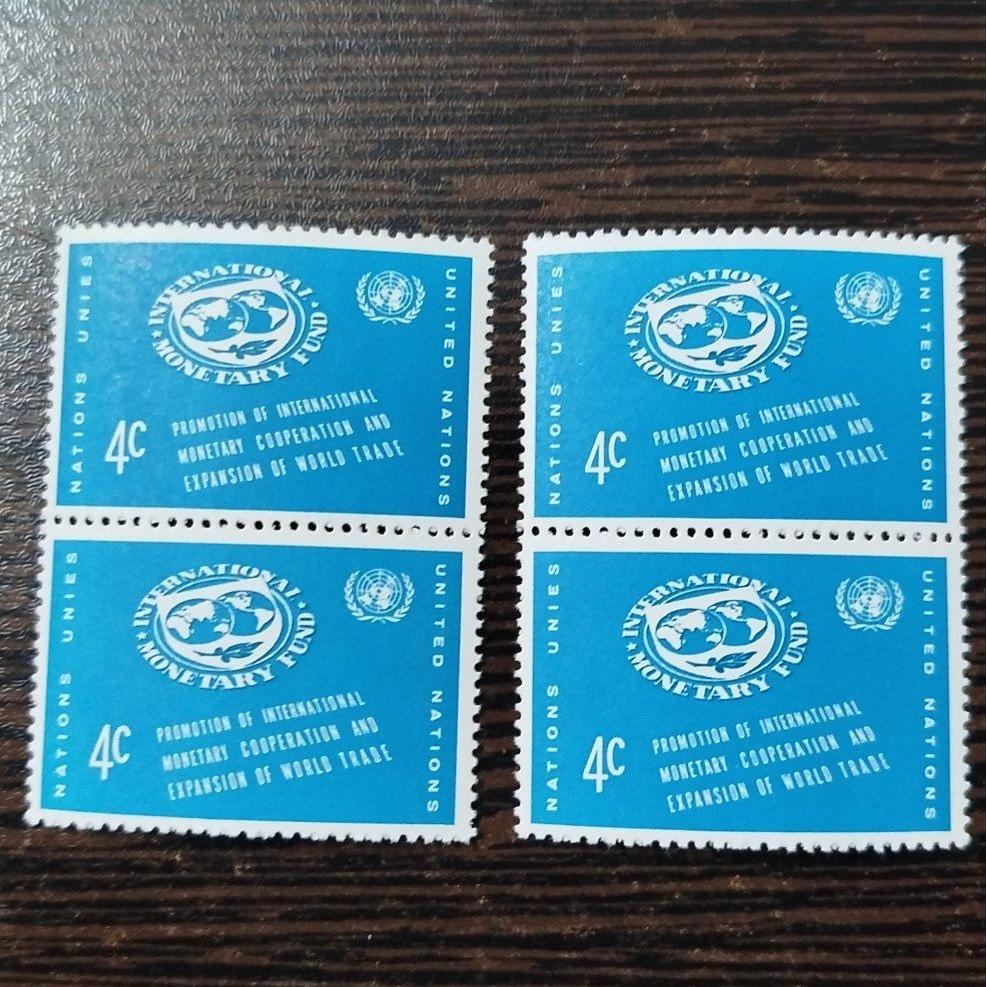 NATIONS UNIES
★ INTERNATIONAL ★
MONETARY FUND
UNITED NATIONS
4c
PROMOTION OF INTERNATIONAL
MONETARY COOPERATION AND
EXPANSION OF WORLD TRADE
NATIONS UNIES
★ INTERNATIONAL ★
MONETARY FUND
UNITED NATIONS
4c
PROMOTION OF INTERNATIONAL
MONETARY COOPERATION AND
EXPANSION OF WORLD TRADE
NATIONS UNIES
★ INTERNATIONAL ★
MONETARY FUND
UNITED NATIONS
4c
PROMOTION OF INTERNATIONAL
MONETARY COOPERATION AND
EXPANSION OF WORLD TRADE
NATIONS UNIES
★ INTERNATIONAL ★
MONETARY FUND
UNITED NATIONS
4c
PROMOTION OF INTERNATIONAL
MONETARY COOPERATION AND
EXPANSION OF WORLD TRADE